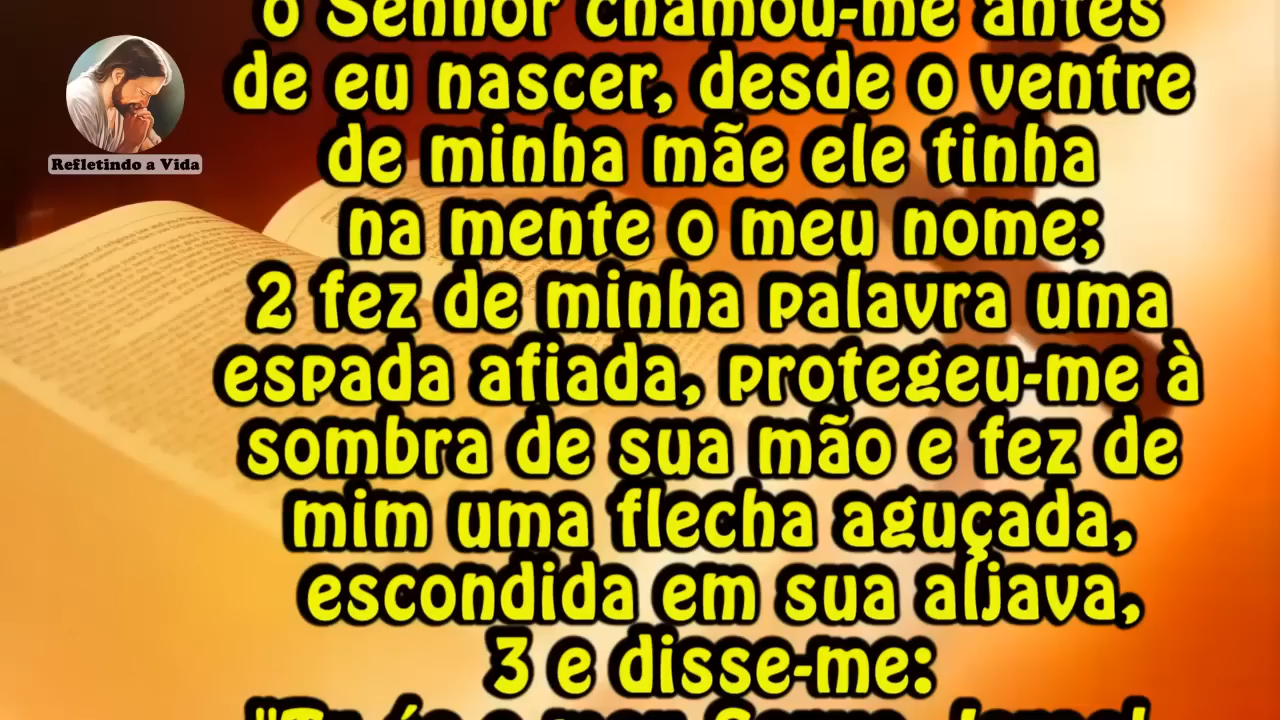 o Senhor chamou-me antes
de eu nascer, desde o ventre
de minha mãe ele tinha
na mente o meu nome;
2 fez de minha palavra uma
espada afiada, protegeu-me à
sombra de sua mão e fez de
mim uma flecha aguçada,
escondida em sua aljava,
3 e disse-me:
Refletindo a Vida